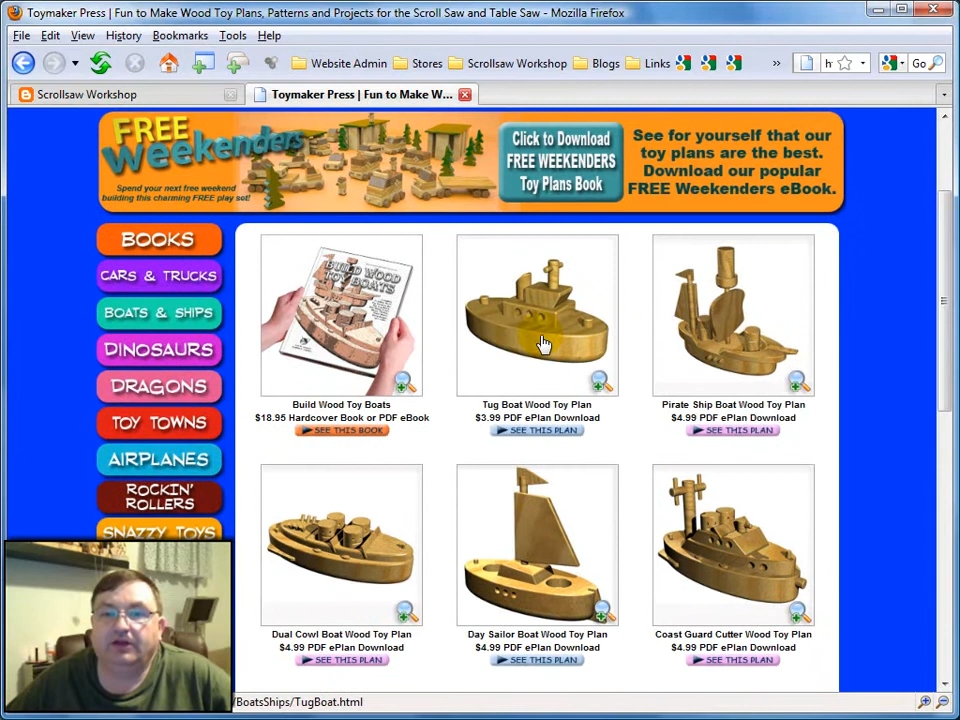 Toymaker Press | Fun to Make Wood Toy Plans, Patterns and Projects for the Scroll Saw and Table Saw - Mozilla Firefox
File Edit View History Bookmarks Tools Help
Website Admin Stores Scrollsaw Workshop Blogs Links » h Go
Scrollsaw Workshop Toymaker Press | Fun to Make W...
FREE
Weekenders
Spend your next free weekend
building this charming FREE play set!
Click to Download
FREE WEEKENDERS
Toy Plans Book
See for yourself that our
toy plans are the best.
Download our popular
FREE Weekenders eBook.
BOOKS
CARS & TRUCKS
BOATS & SHIPS
DINOSAURS
DRAGONS
TOY TOWNS
AIRPLANES
ROCKIN'
ROLLERS
SNAZZY TOYS
BUILD WOOD
TOY BOATS
Build Wood Toy Boats
$18.95 Hardcover Book or PDF eBook
SEE THIS BOOK
Tug Boat Wood Toy Plan
$3.99 PDF ePlan Download
SEE THIS PLAN
Pirate Ship Boat Wood Toy Plan
$4.99 PDF ePlan Download
SEE THIS PLAN
Dual Cowl Boat Wood Toy Plan
$4.99 PDF ePlan Download
SEE THIS PLAN
Day Sailor Boat Wood Toy Plan
$4.99 PDF ePlan Download
SEE THIS PLAN
Coast Guard Cutter Wood Toy Plan
$4.99 PDF ePlan Download
SEE THIS PLAN
/BoatsShips/TugBoat.html